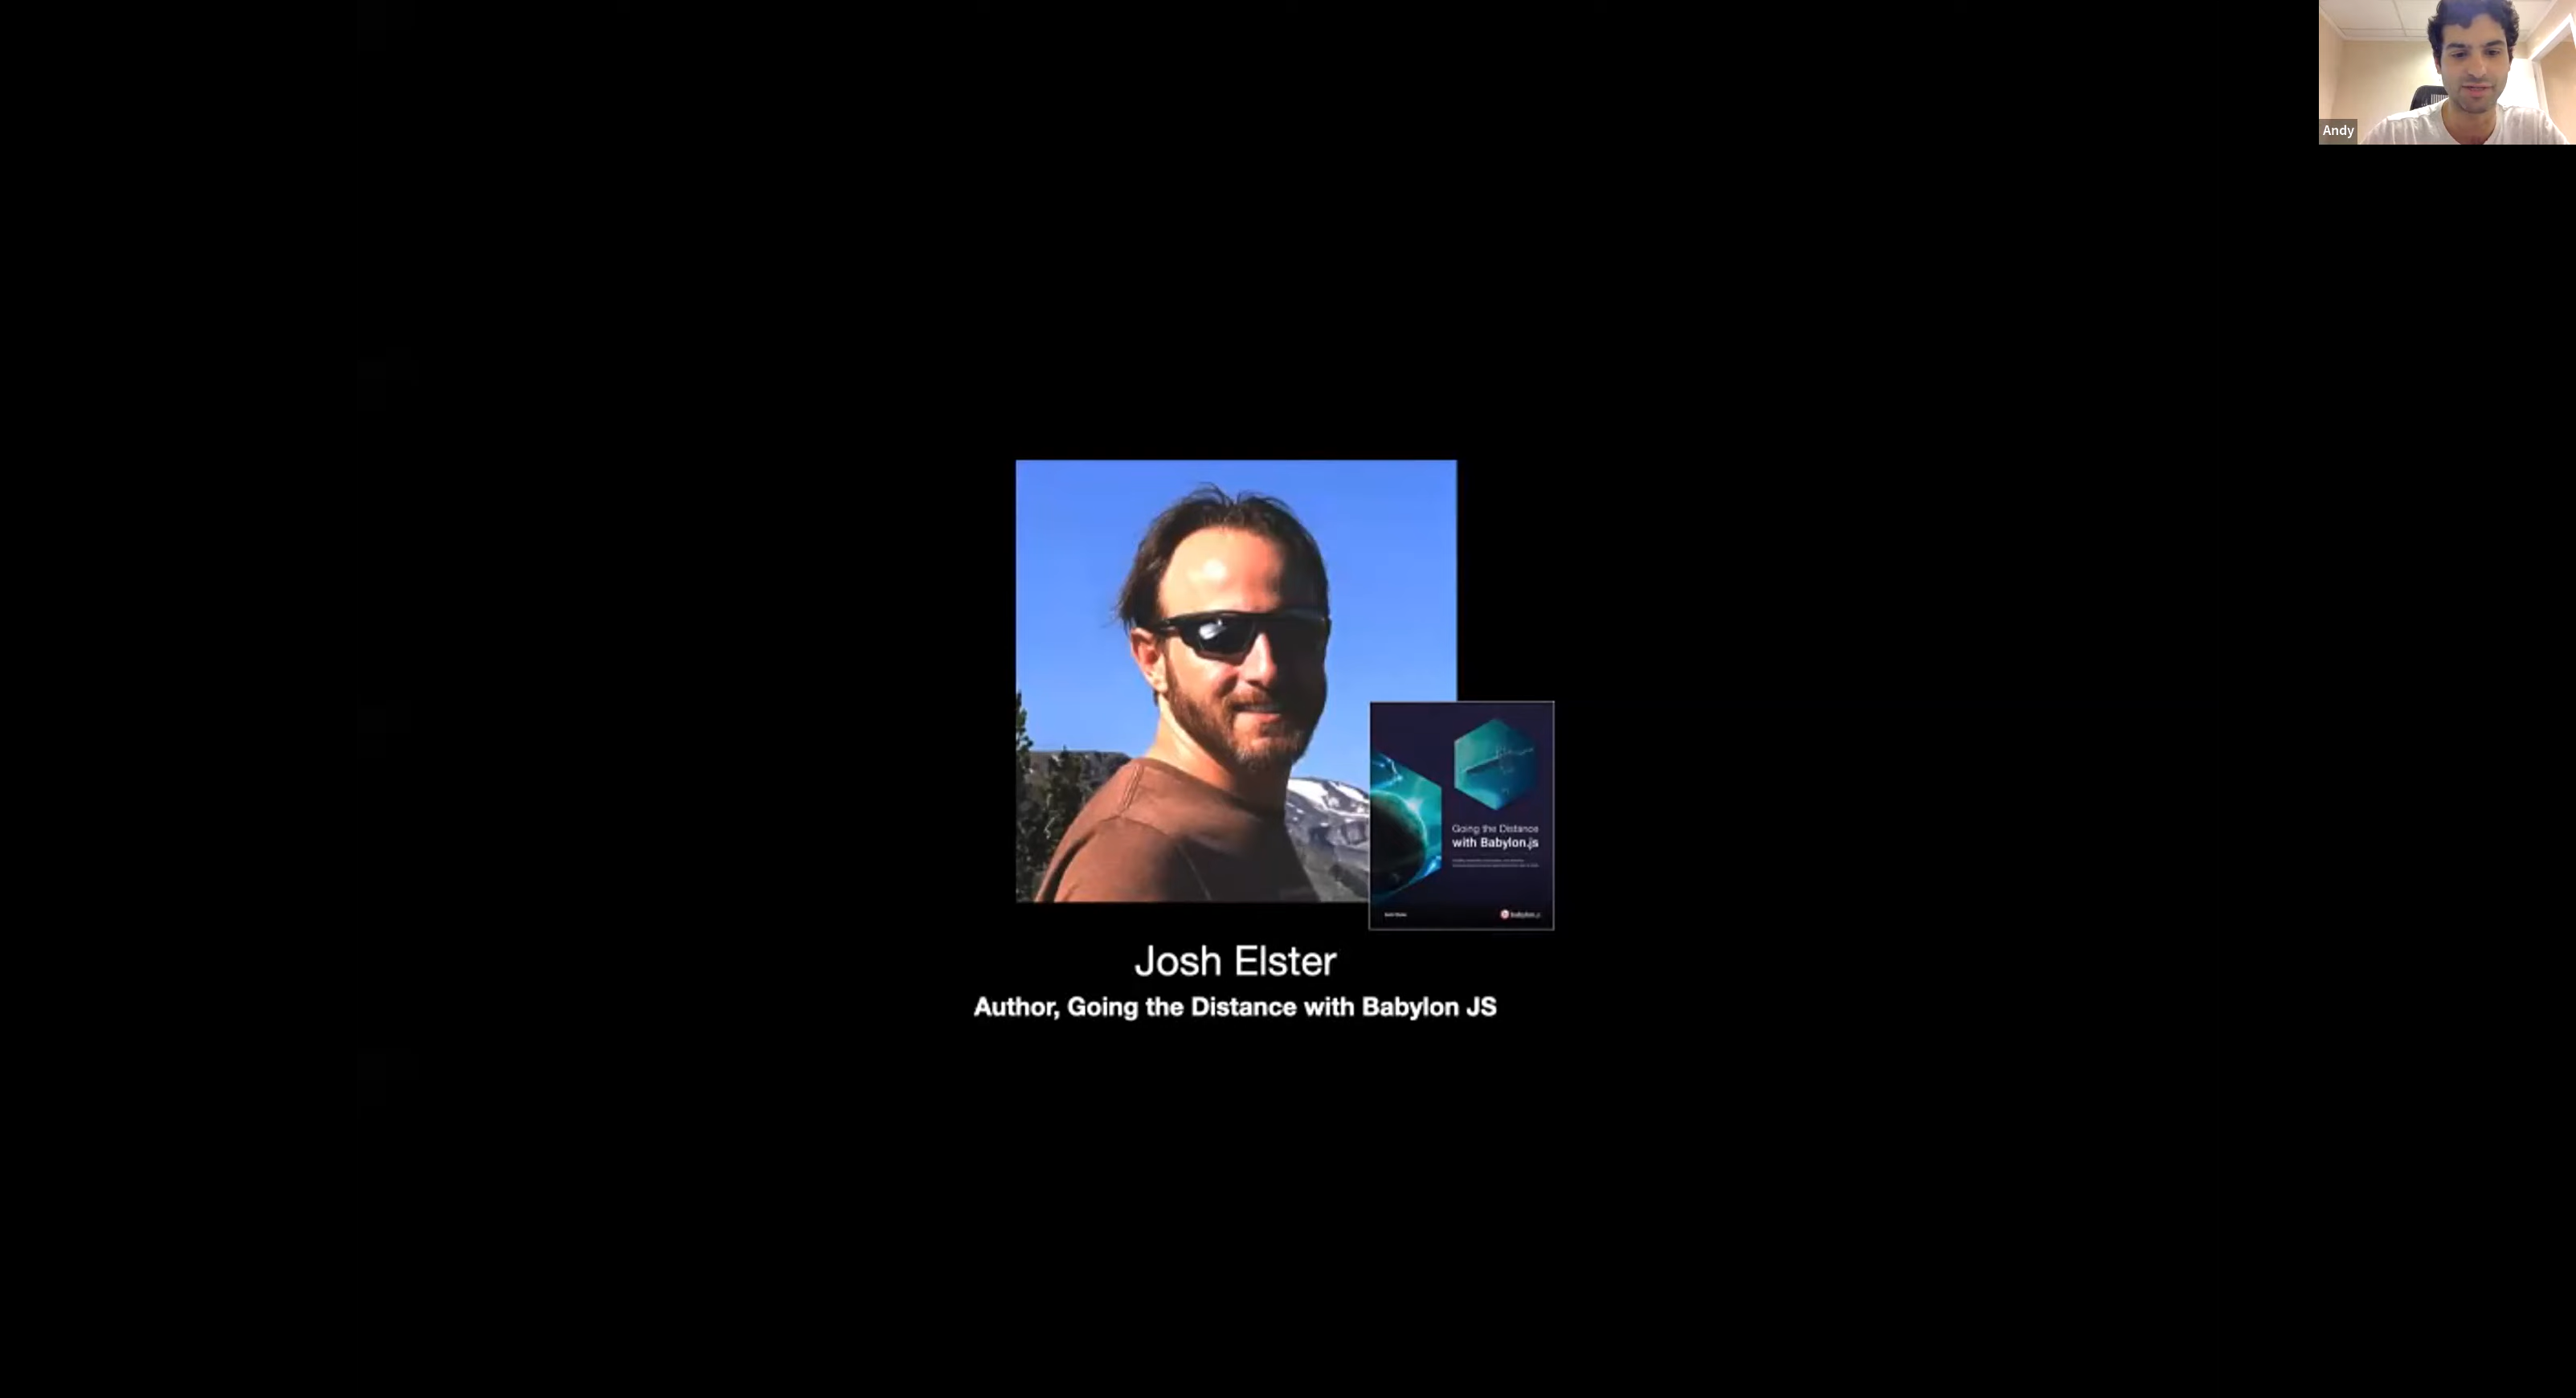 Andy
Going the Distance
with Babylon.js
Josh Elster
Author, Going the Distance with Babylon JS